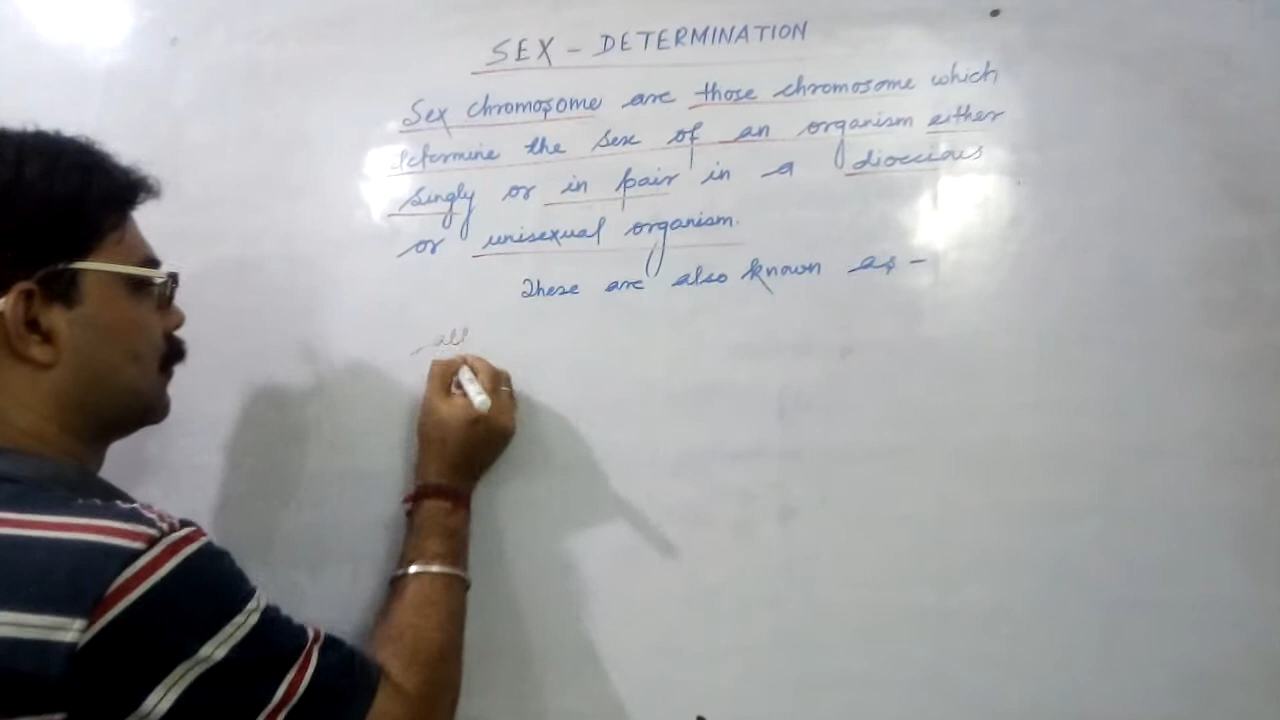 SEX - DETERMINATION
Sex chromosome are those chromosome which
determine the sex of an organism either
singly or in pair in a dioecious
or unisexual organism.
These are also known as -
- all